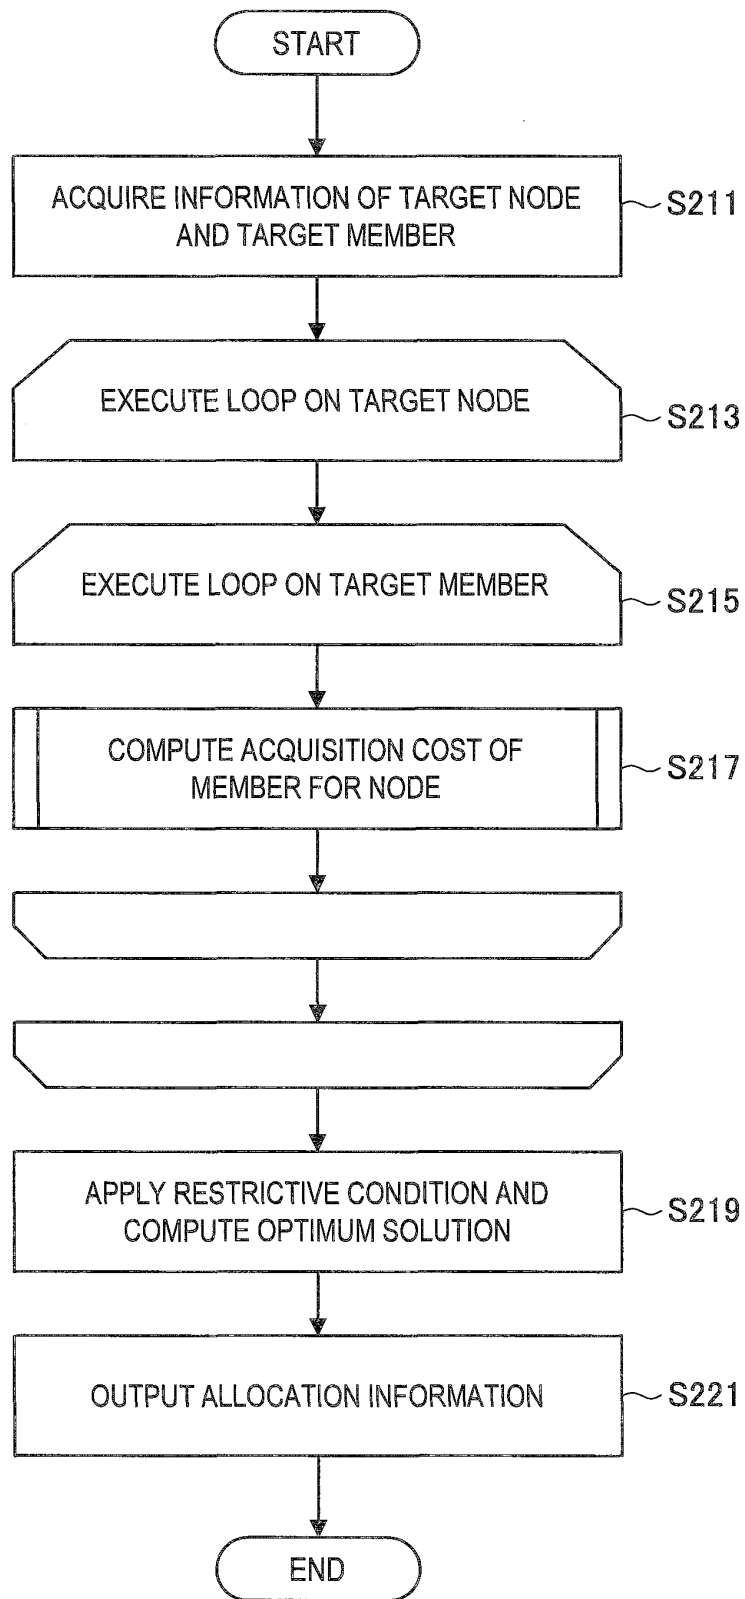 START
ACQUIRE INFORMATION OF TARGET NODE
AND TARGET MEMBER
S211
EXECUTE LOOP ON TARGET NODE
S213
EXECUTE LOOP ON TARGET MEMBER
S215
COMPUTE ACQUISITION COST OF
MEMBER FOR NODE
S217
APPLY RESTRICTIVE CONDITION AND
COMPUTE OPTIMUM SOLUTION
S219
OUTPUT ALLOCATION INFORMATION
S221
END